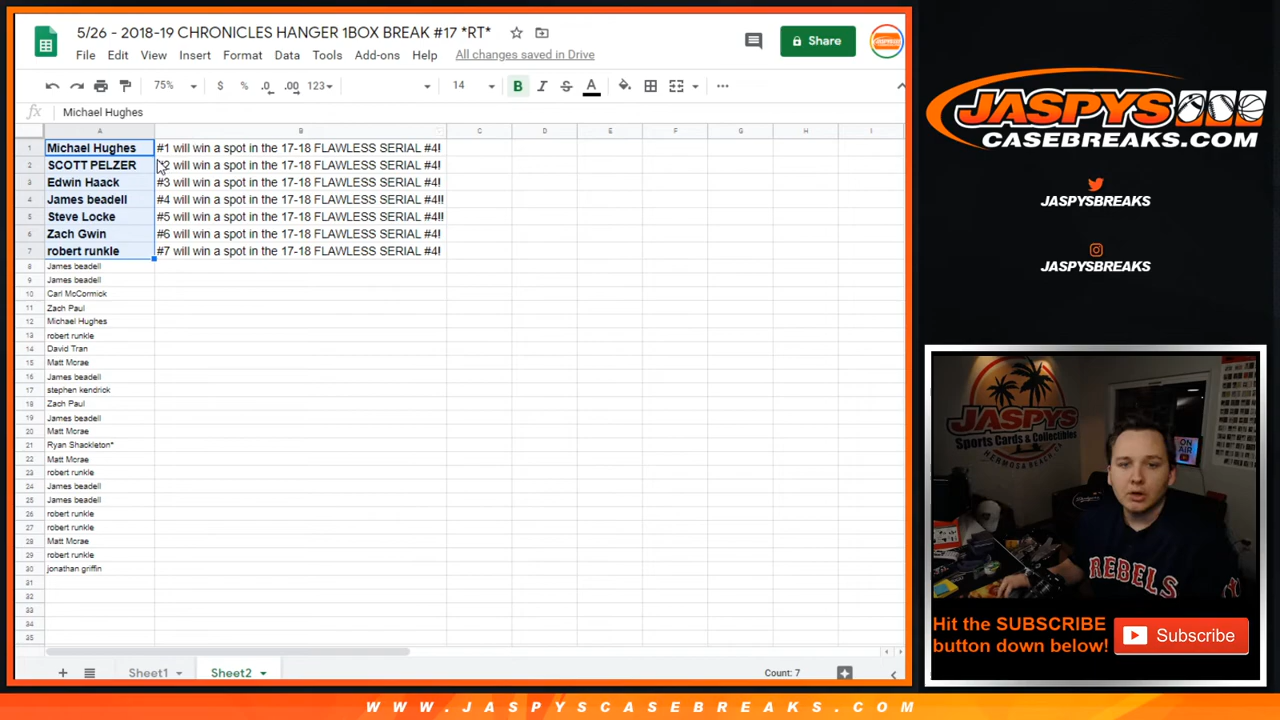 5/26 - 2018-19 CHRONICLES HANGER 1BOX BREAK #17 *RT*
File Edit View Insert Format Data Tools Add-ons Help All changes saved in Drive
Share
75% $ % .0 .00 123 14 B I S A
fx Michael Hughes
A B C D E F G H I
1 Michael Hughes #1 will win a spot in the 17-18 FLAWLESS SERIAL #4!
2 SCOTT PELZER #2 will win a spot in the 17-18 FLAWLESS SERIAL #4!
3 Edwin Haack #3 will win a spot in the 17-18 FLAWLESS SERIAL #4!
4 James beadell #4 will win a spot in the 17-18 FLAWLESS SERIAL #4!!
5 Steve Locke #5 will win a spot in the 17-18 FLAWLESS SERIAL #4!!
6 Zach Gwin #6 will win a spot in the 17-18 FLAWLESS SERIAL #4!
7 robert runkle #7 will win a spot in the 17-18 FLAWLESS SERIAL #4!
8 James beadell
9 James beadell
10 Carl McCormick
11 Zach Paul
12 Michael Hughes
13 robert runkle
14 David Tran
15 Matt Mcrae
16 James beadell
17 stephen kendrick
18 Zach Paul
19 James beadell
20 Matt Mcrae
21 Ryan Shackleton*
22 Matt Mcrae
23 robert runkle
24 James beadell
25 James beadell
26 robert runkle
27 robert runkle
28 Matt Mcrae
29 robert runkle
30 jonathan griffin
31
32
33
34
35
Sheet1 Sheet2 Count: 7
JASPYS
CASEBREAKS.COM
JASPYSBREAKS
JASPYSBREAKS
JASPYS
Sports Cards & Collectibles
HERMOSA BEACH CA
ON AIR
REBELS
Hit the SUBSCRIBE
button down below!
Subscribe
WWW.JASPYSCASEBREAKS.COM